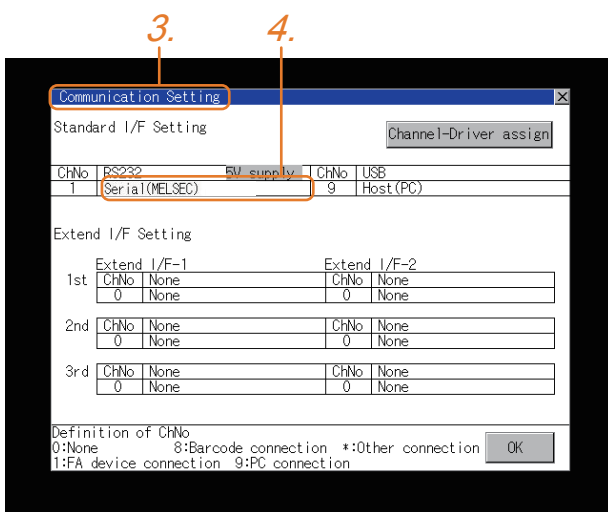 3. 4.
Communication Setting ×
Standard I/F Setting
Channel-Driver assign
ChNo RS232 5V supply ChNo USB
1 Serial(MELSEC) 9 Host(PC)
Extend I/F Setting
Extend I/F-1 Extend I/F-2
1st ChNo None ChNo None
0 None 0 None
2nd ChNo None ChNo None
0 None 0 None
3rd ChNo None ChNo None
0 None 0 None
Definition of ChNo
0:None 8:Barcode connection *:Other connection OK
1:FA device connection 9:PC connection